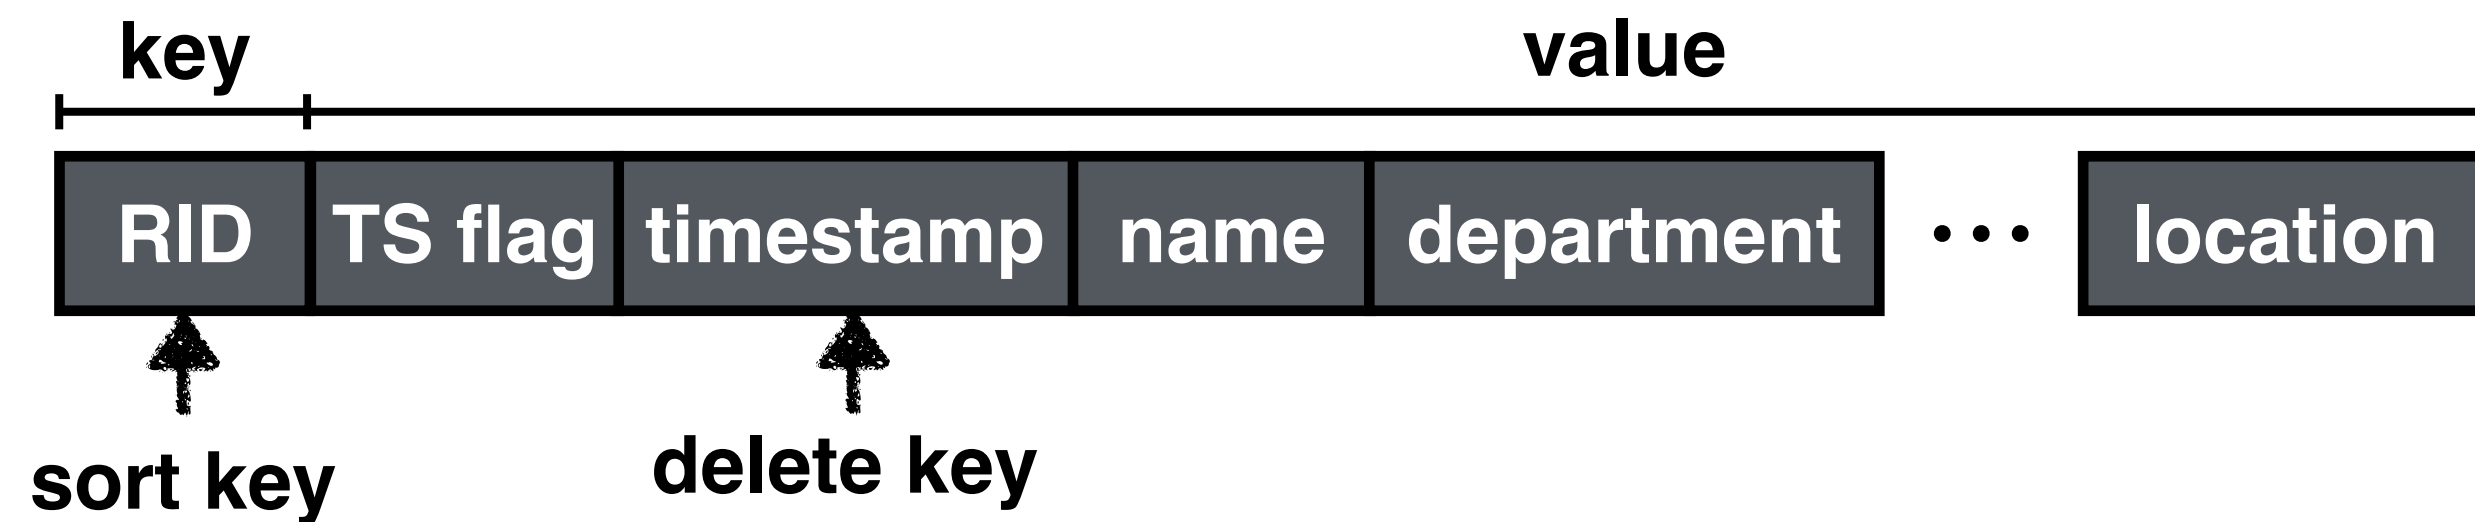 key value
RID TS flag timestamp name department ... location
sort key delete key